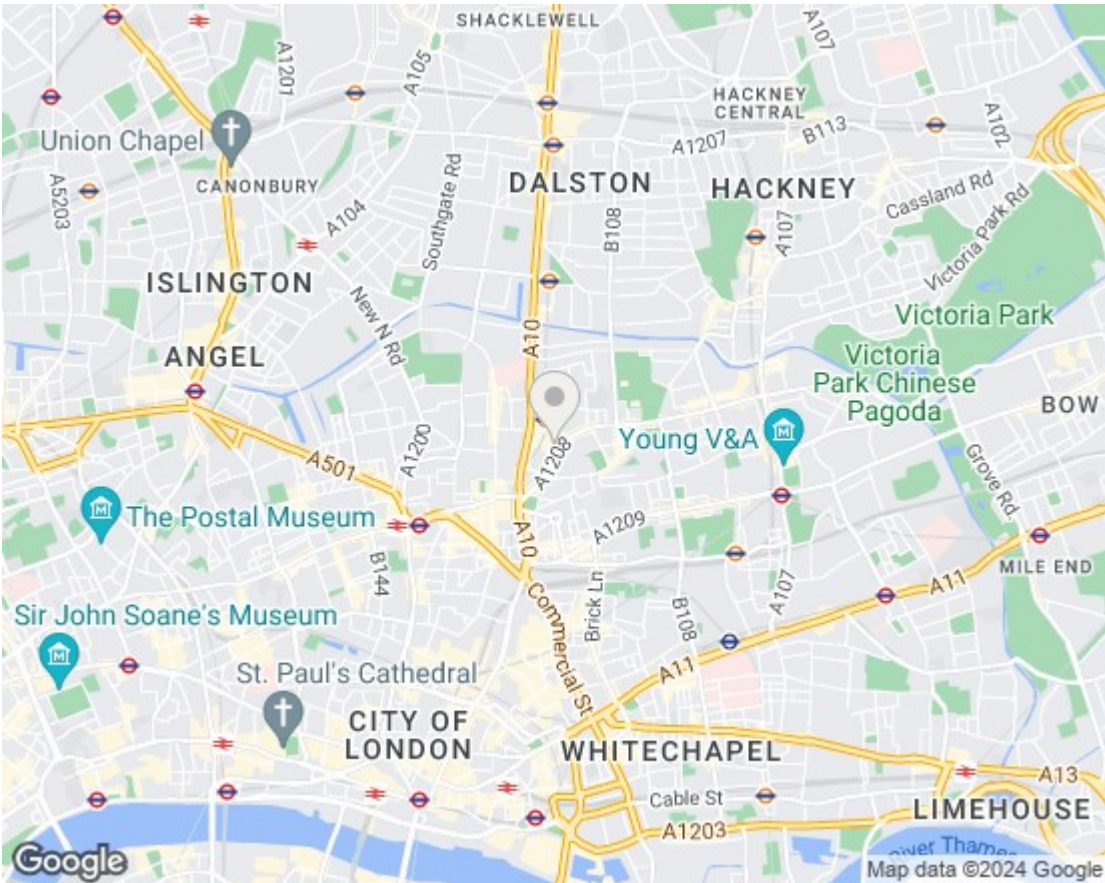 SHACKLEWELL
A1201
A105
A107
HACKNEY
CENTRAL
A102
Union Chapel
A1207
B113
CANONBURY
DALSTON
HACKNEY
A5203
A104
Southgate Rd
B108
A107
Cassland Rd
Victoria Park Rd
ISLINGTON
New N Rd
A10
Victoria Park
ANGEL
Victoria
Park Chinese
Pagoda
BOW
A501
A1200
A1208
Young V&A
Grove Rd
The Postal Museum
A10
A1209
B144
Brick Ln
B108
A107
A11
MILE END
Sir John Soane's Museum
Commercial St
A11
St. Paul's Cathedral
CITY OF
LONDON
WHITECHAPEL
A13
Cable St
LIMEHOUSE
A1203
River Thames
Google
Map data ©2024 Google